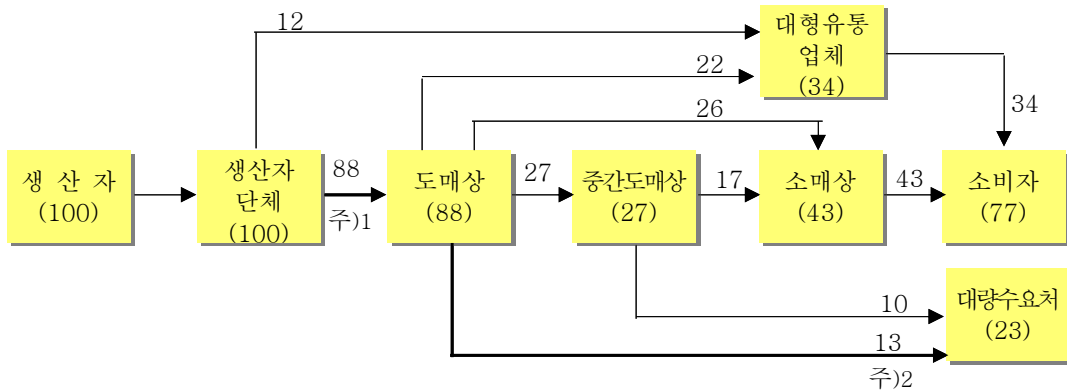 12
대형유통
업체
(34)
22
34
26
생 산 자
(100)
생산자
단체
(100)
88
주)1
도매상
(88)
27
중간도매상
(27)
17
소매상
(43)
43
소비자
(77)
10
대량수요처
(23)
13
주)2